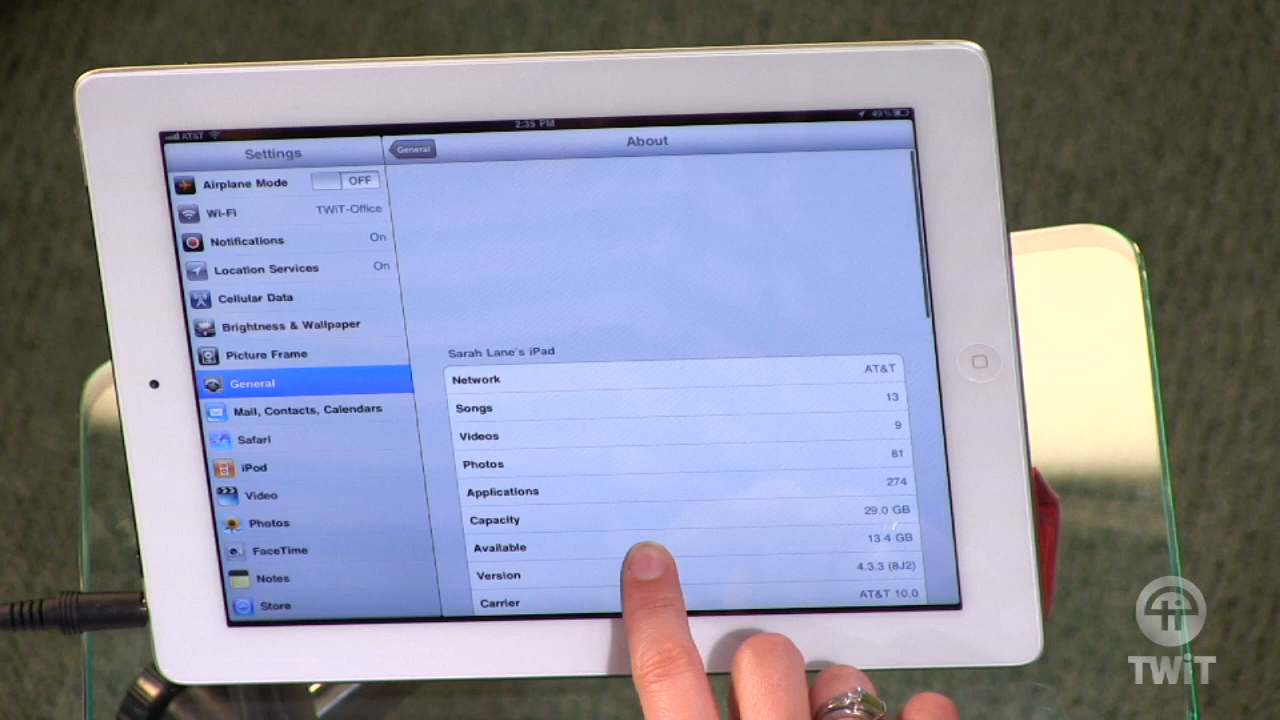 AT&T 2:35 PM 49%
Settings General About
Airplane Mode OFF
Wi-Fi TWiT-Office
Notifications On
Location Services On
Cellular Data
Brightness & Wallpaper
Picture Frame
General
Mail, Contacts, Calendars
Safari
iPod
Video
Photos
FaceTime
Notes
Store
Sarah Lane's iPad
Network AT&T
Songs 13
Videos 9
Photos 81
Applications 274
Capacity 29.0 GB
Available 13.4 GB
Version 4.3.3 (8J2)
Carrier AT&T 10.0
TWiT